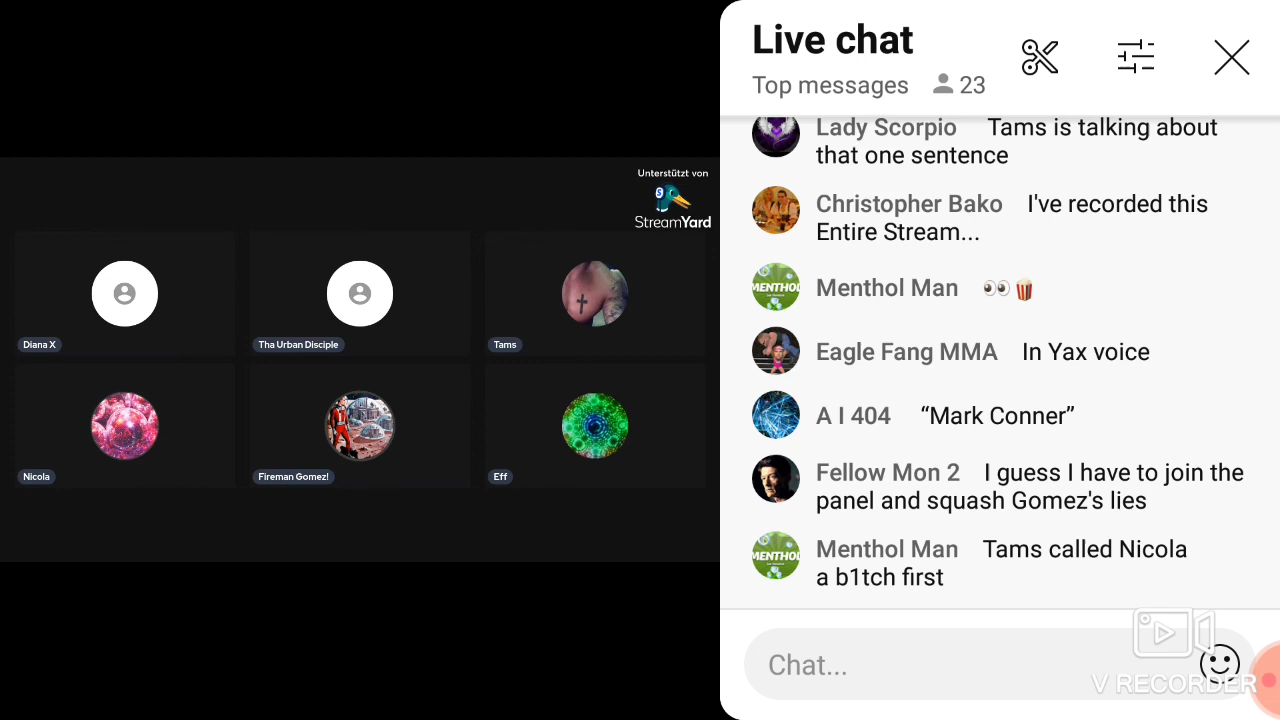 Unterstützt von
S
StreamYard
Diana X
Tha Urban Disciple
Tams
Nicola
Fireman Gomez!
Eff
Live chat
Top messages 23
Lady Scorpio Tams is talking about
that one sentence
Christopher Bako I've recorded this
Entire Stream...
MENTHOL
Menthol Man 👀🍿
Eagle Fang MMA In Yax voice
A I 404 “Mark Conner”
Fellow Mon 2 I guess I have to join the
panel and squash Gomez's lies
MENTHOL
Menthol Man Tams called Nicola
a b1tch first
Chat...
V RECORDER